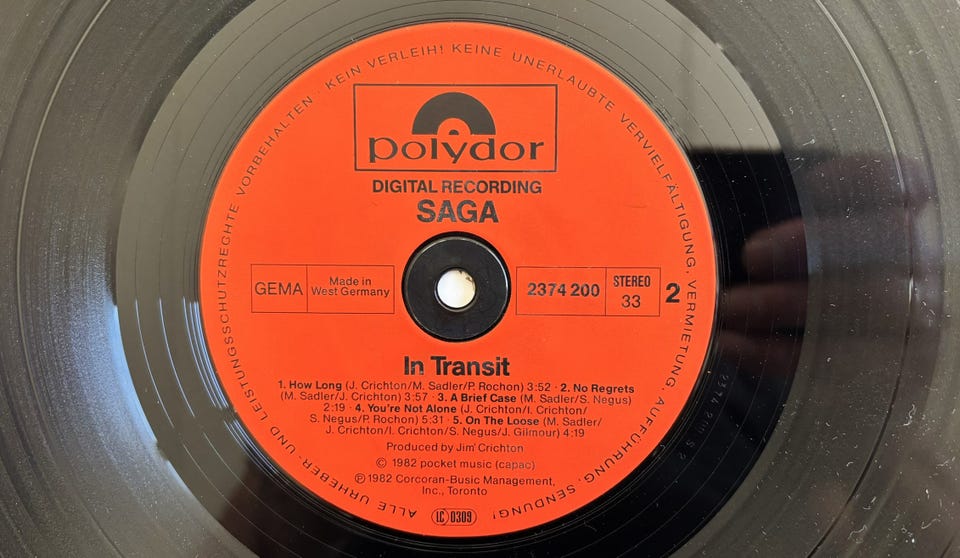 ALLE URHEBER- UND LEISTUNGSSCHUTZRECHTE VORBEHALTEN · KEIN VERLEIH! KEINE UNERLAUBTE VERVIELFÄLTIGUNG, VERMIETUNG, AUFFÜHRUNG, SENDUNG!
polydor
DIGITAL RECORDING
SAGA
GEMA
Made in
West Germany
2374 200
STEREO
33
2
In Transit
1. How Long (J. Crichton/M. Sadler/P. Rochon) 3:52 · 2. No Regrets
(M. Sadler/J. Crichton) 3:57 · 3. A Brief Case (M. Sadler/S. Negus)
2:19 · 4. You're Not Alone (J. Crichton/I. Crichton/
S. Negus/P. Rochon) 5:31 · 5. On The Loose (M. Sadler/
J. Crichton/I. Crichton/S. Negus/J. Gilmour) 4:19
Produced by Jim' Crichton
© 1982 pocket music (capac)
℗ 1982 Corcoran-Busic Management,
Inc., Toronto
LC 0309